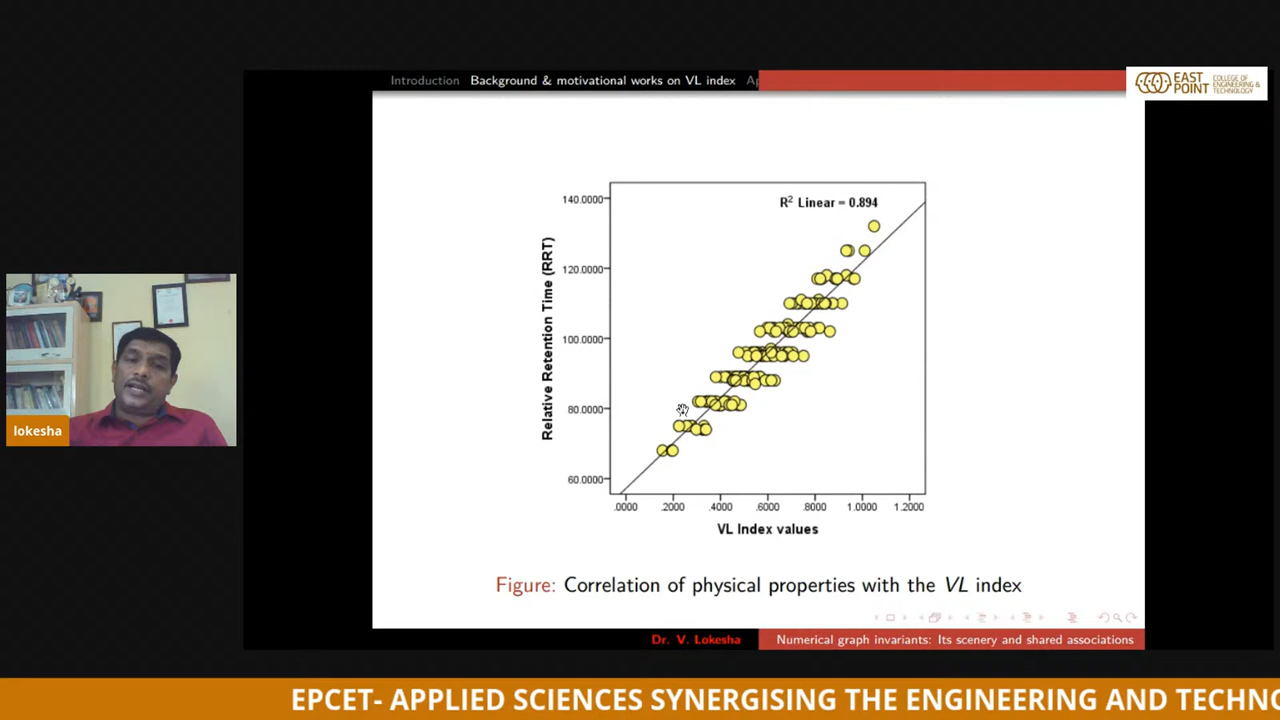 Introduction Background & motivational works on VL index Ap
EAST POINT
COLLEGE OF ENGINEERING & TECHNOLOGY
R² Linear = 0.894
Relative Retention Time (RRT)
140.0000
120.0000
100.0000
80.0000
60.0000
.0000 .2000 .4000 .6000 .8000 1.0000 1.2000
VL Index values
Figure: Correlation of physical properties with the VL index
lokesha
Dr. V. Lokesha
Numerical graph invariants: Its scenery and shared associations
EPCET- APPLIED SCIENCES SYNERGISING THE ENGINEERING AND TECHNO